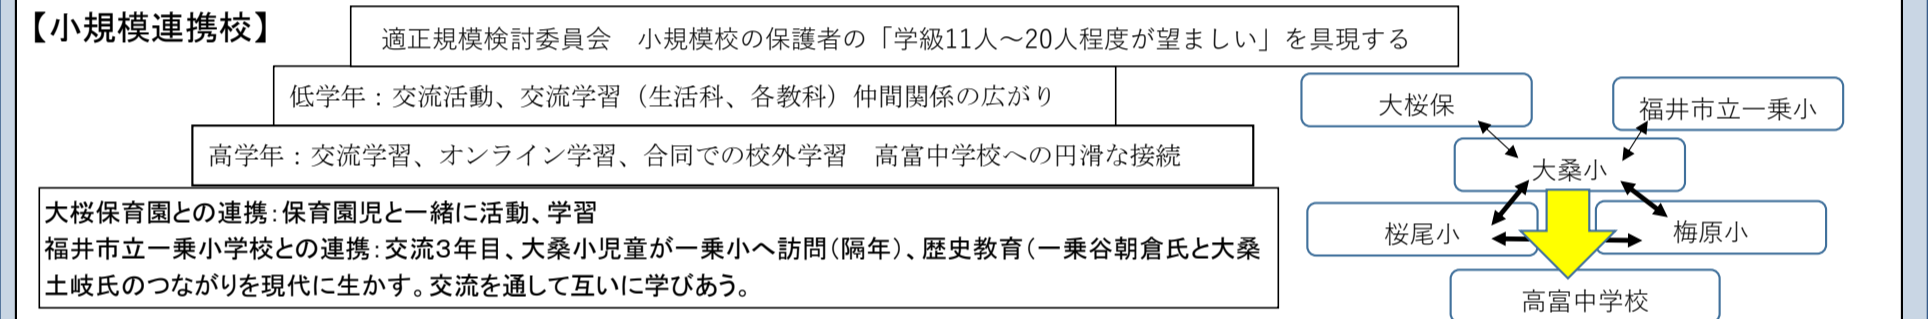 【小規模連携校】
適正規模検討委員会　小規模校の保護者の「学級11人～20人程度が望ましい」を具現する
低学年：交流活動、交流学習（生活科、各教科）仲間関係の広がり
高学年：交流学習、オンライン学習、合同での校外学習　高富中学校への円滑な接続
大桜保育園との連携：保育園児と一緒に活動、学習
福井市立一乗小学校との連携：交流３年目、大桑小児童が一乗小へ訪問（隔年）、歴史教育（一乗谷朝倉氏と大桑
土岐氏のつながりを現代に生かす。交流を通して互いに学びあう。
大桜保
福井市立一乗小
大桑小
桜尾小
梅原小
高富中学校